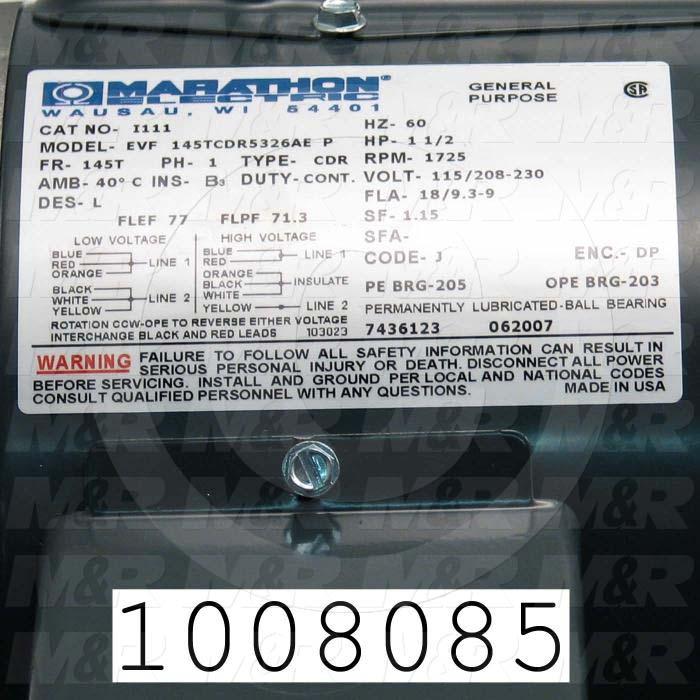 MARATHON®
ELECTRIC
WAUSAU, WI 54401
GENERAL
PURPOSE
SA
CAT NO- I111
HZ- 60
MODEL- EVF 145TCDR5326AE P
HP- 1 1/2
FR- 145T PH- 1 TYPE- CDR
RPM- 1725
AMB- 40°C INS- B3 DUTY-CONT.
VOLT- 115/208-230
DES- L
FLA- 18/9.3-9
FLEF 77 FLPF 71.3
SF- 1.15
SFA-
CODE- J
ENC.- DP
PE BRG-205
OPE BRG-203
PERMANENTLY LUBRICATED-BALL BEARING
7436123 062007
LOW VOLTAGE
BLUE
RED
ORANGE
LINE 1
BLACK
WHITE
YELLOW
LINE 2
HIGH VOLTAGE
BLUE
RED
LINE 1
ORANGE
BLACK
WHITE
INSULATE
YELLOW
LINE 2
ROTATION CCW-OPE TO REVERSE EITHER VOLTAGE
INTERCHANGE BLACK AND RED LEADS 103023
WARNING FAILURE TO FOLLOW ALL SAFETY INFORMATION CAN RESULT IN
SERIOUS PERSONAL INJURY OR DEATH. DISCONNECT ALL POWER
BEFORE SERVICING. INSTALL AND GROUND PER LOCAL AND NATIONAL CODES
CONSULT QUALIFIED PERSONNEL WITH ANY QUESTIONS.
MADE IN USA
M&R
1008085